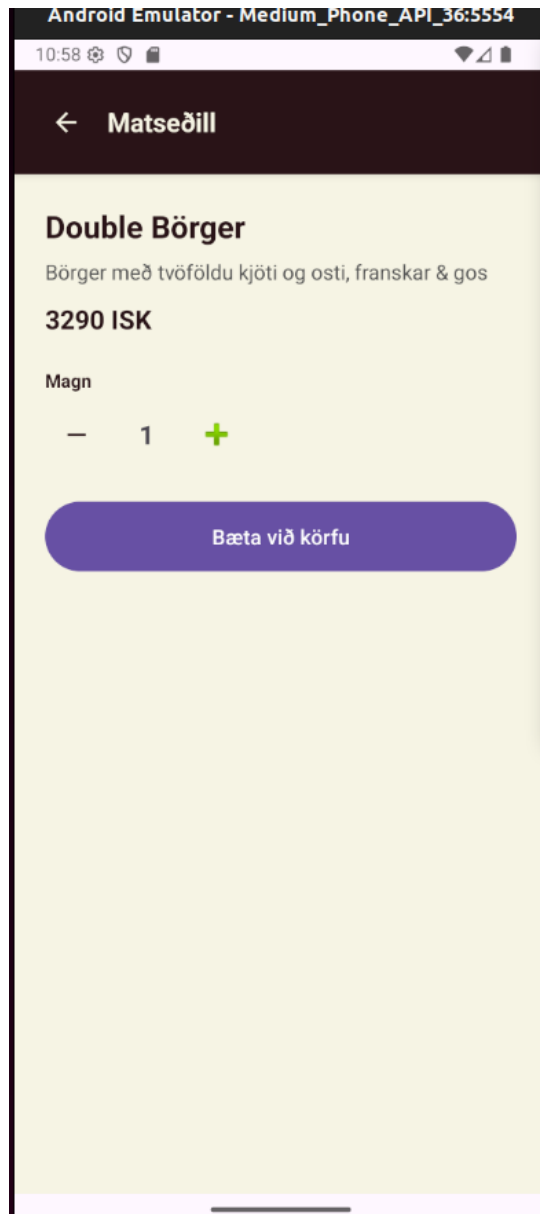 Android Emulator - Medium_Phone_API_36:5554
10:58
← Matseðill
Double Börger
Börger með tvöföldu kjöti og osti, franskar & gos
3290 ISK
Magn
− 1 +
Bæta við körfu